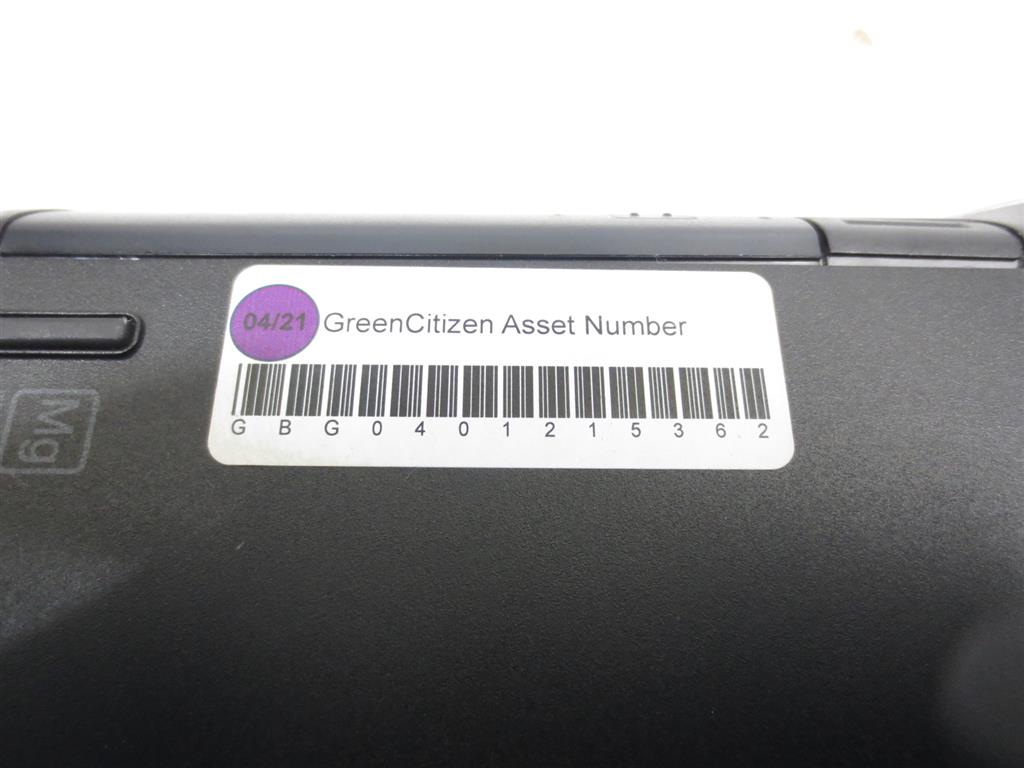 04/21 GreenCitizen Asset Number
G B G 0 4 0 1 2 1 5 3 6 2
Mg